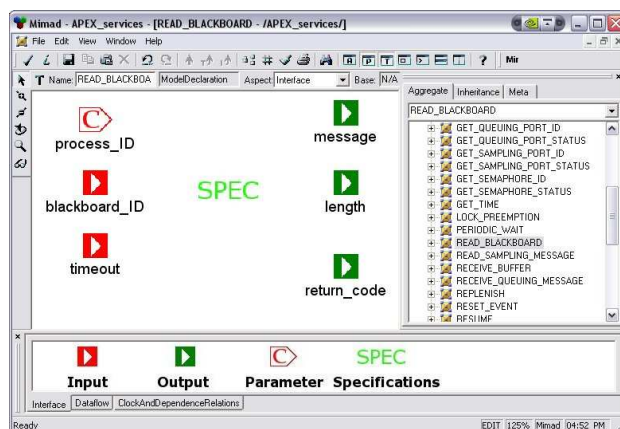 Mimad - APEX_services - [READ_BLACKBOARD - /APEX_services/]
File Edit View Window Help
Mir
Name: READ_BLACKBOA ModelDeclaration Aspect: Interface Base: N/A
Aggregate Inheritance Meta
READ_BLACKBOARD
GET_QUEUING_PORT_ID
GET_QUEUING_PORT_STATUS
GET_SAMPLING_PORT_ID
GET_SAMPLING_PORT_STATUS
GET_SEMAPHORE_ID
GET_SEMAPHORE_STATUS
GET_TIME
LOCK_PREEMPTION
PERIODIC_WAIT
READ_BLACKBOARD
READ_SAMPLING_MESSAGE
RECEIVE_BUFFER
RECEIVE_QUEUING_MESSAGE
REPLENISH
RESET_EVENT
RESUME
C
process_ID
message
blackboard_ID
SPEC
length
timeout
return_code
C SPEC
Input Output Parameter Specifications
Interface Dataflow ClockAndDependenceRelations
Ready EDIT 125% Mimad 04:52 PM